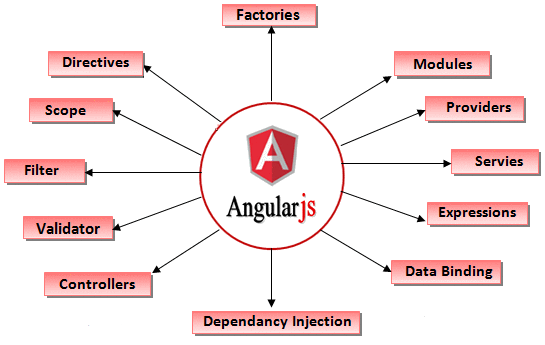 Factories
Directives
Modules
Scope
Providers
Filter
Servies
Validator
Expressions
Controllers
Data Binding
Dependancy Injection
A
Angularjs